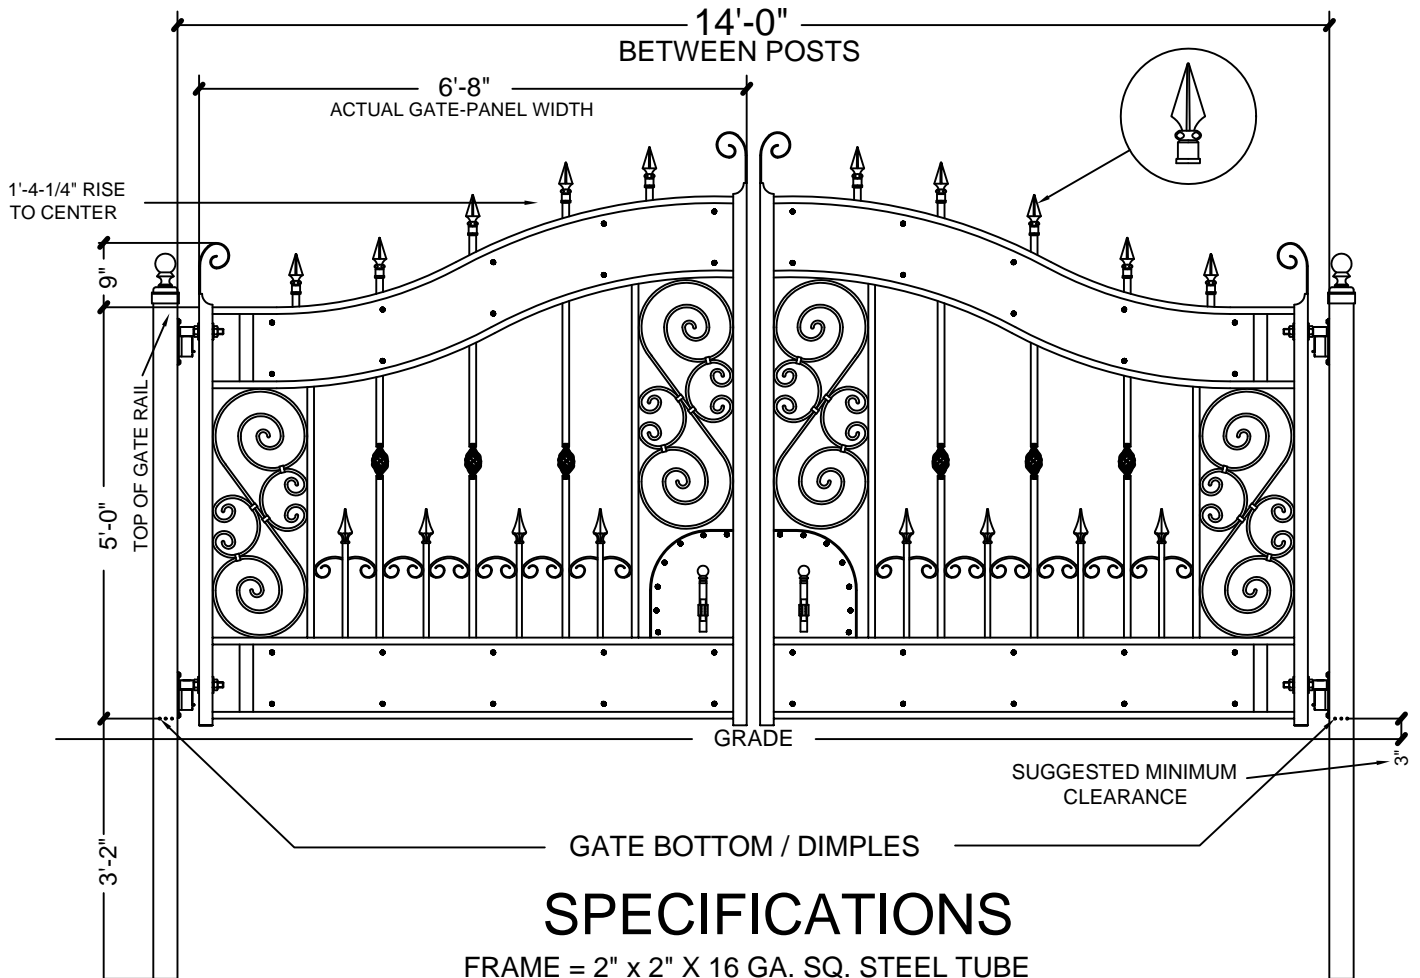 14'-0"
BETWEEN POSTS
6'-8"
ACTUAL GATE-PANEL WIDTH
1'-4-1/4" RISE
TO CENTER
9"
TOP OF GATE RAIL
5'-0"
GRADE
3"
SUGGESTED MINIMUM
CLEARANCE
GATE BOTTOM / DIMPLES
3'-2"
SPECIFICATIONS
FRAME = 2" x 2" X 16 GA. SQ. STEEL TUBE